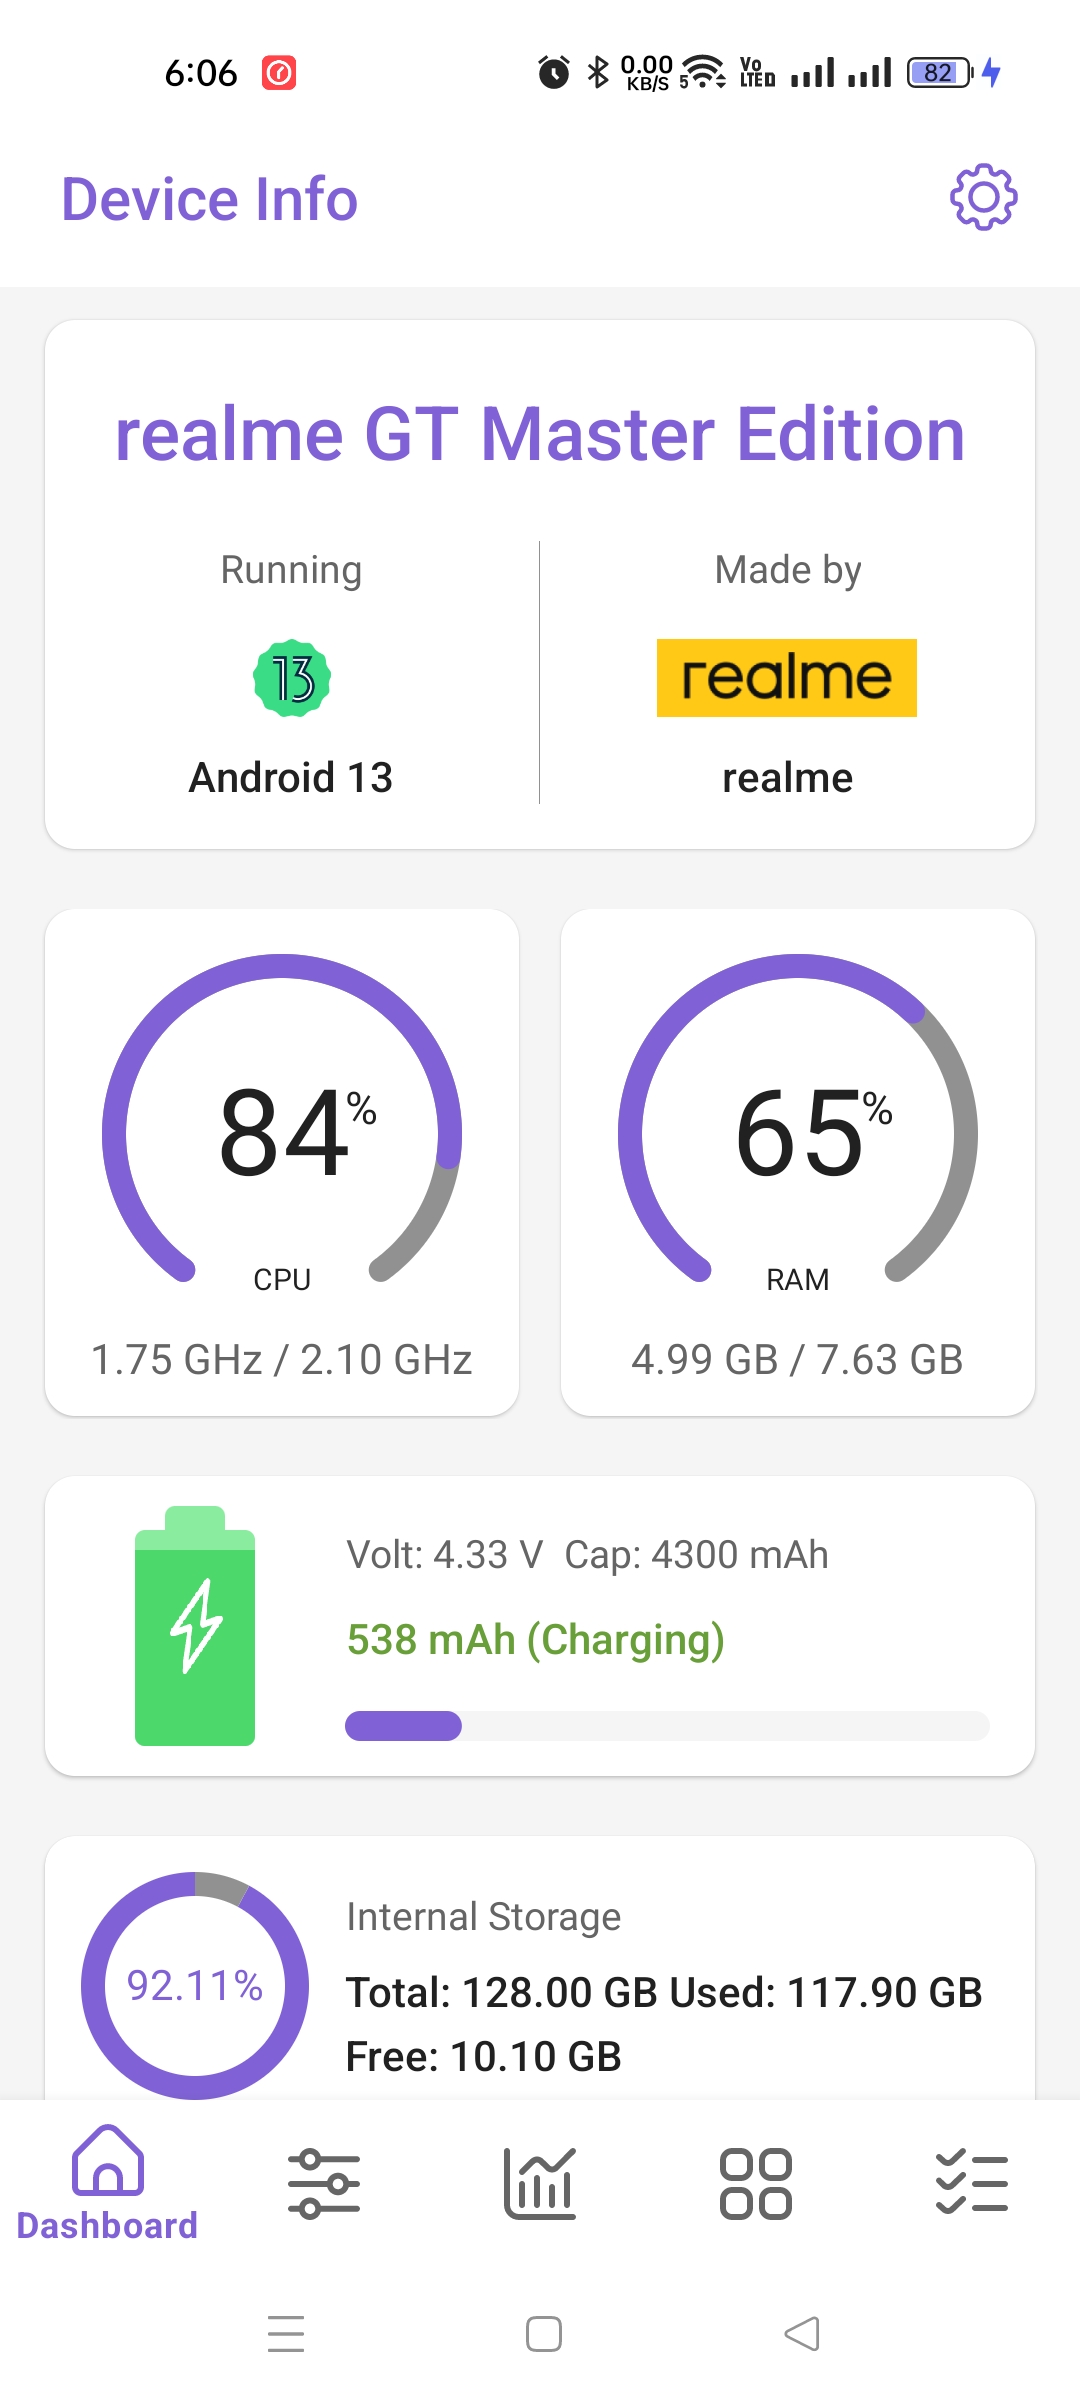 6:06 0.00 KB/S 5 Vo LTED 82
Device Info
realme GT Master Edition
Running
Made by
13
realme
Android 13
realme
84%
65%
CPU
RAM
1.75 GHz / 2.10 GHz
4.99 GB / 7.63 GB
Volt: 4.33 V Cap: 4300 mAh
538 mAh (Charging)
Internal Storage
92.11%
Total: 128.00 GB Used: 117.90 GB
Free: 10.10 GB
Dashboard